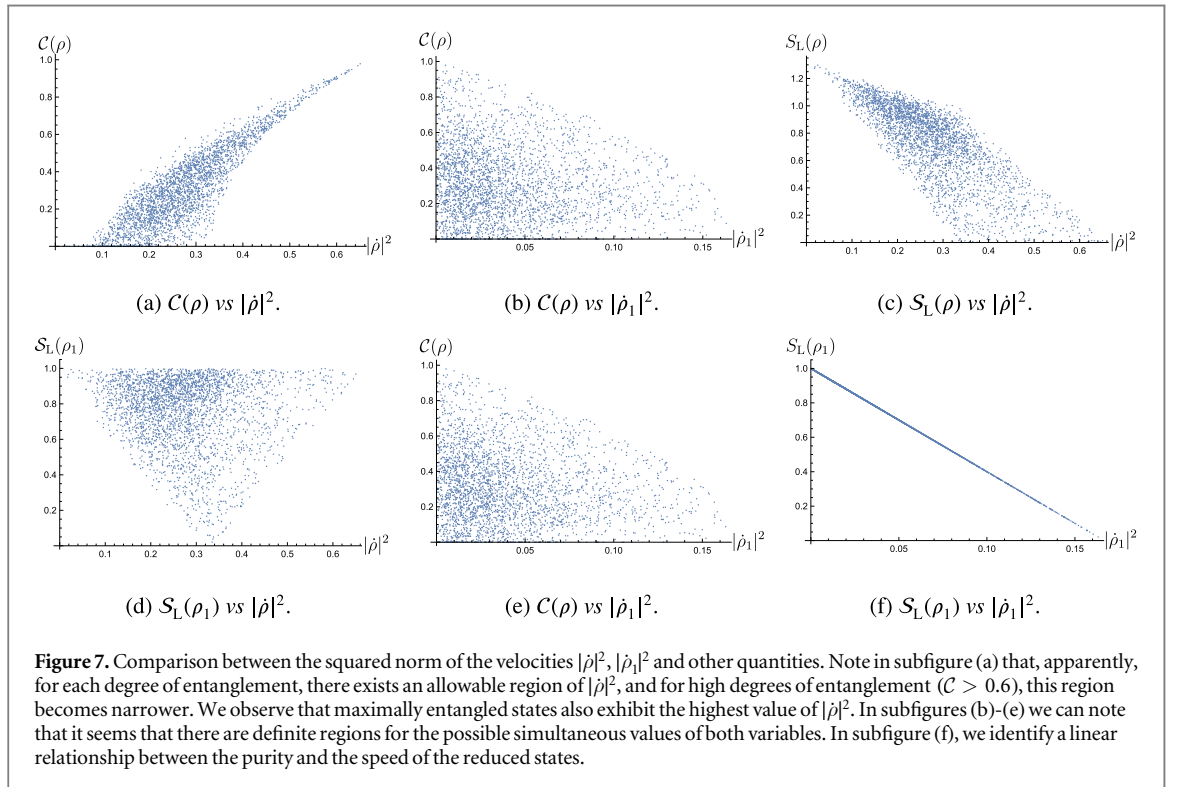 C(ρ)
1.0
0.8
0.6
0.4
0.2
0.1 0.2 0.3 0.4 0.5 0.6
|ρ̇|²
(a) C(ρ) vs |ρ̇|².
C(ρ)
1.0
0.8
0.6
0.4
0.2
0.05 0.10 0.15
|ρ̇₁|²
(b) C(ρ) vs |ρ̇₁|².
S_L(ρ)
1.2
1.0
0.8
0.6
0.4
0.2
0.1 0.2 0.3 0.4 0.5 0.6
|ρ̇|²
(c) S_L(ρ) vs |ρ̇|².
S_L(ρ₁)
1.0
0.8
0.6
0.4
0.2
0.1 0.2 0.3 0.4 0.5 0.6
|ρ̇|²
(d) S_L(ρ₁) vs |ρ̇|².
C(ρ)
1.0
0.8
0.6
0.4
0.2
0.05 0.10 0.15
|ρ̇₁|²
(e) C(ρ) vs |ρ̇₁|².
S_L(ρ₁)
1.0
0.8
0.6
0.4
0.2
0.05 0.10 0.15
|ρ̇₁|²
(f) S_L(ρ₁) vs |ρ̇₁|².
Figure 7. Comparison between the squared norm of the velocities |ρ̇|², |ρ̇₁|² and other quantities. Note in subfigure (a) that, apparently,
for each degree of entanglement, there exists an allowable region of |ρ̇|², and for high degrees of entanglement (C > 0.6), this region
becomes narrower. We observe that maximally entangled states also exhibit the highest value of |ρ̇|². In subfigures (b)-(e) we can note
that it seems that there are definite regions for the possible simultaneous values of both variables. In subfigure (f), we identify a linear
relationship between the purity and the speed of the reduced states.